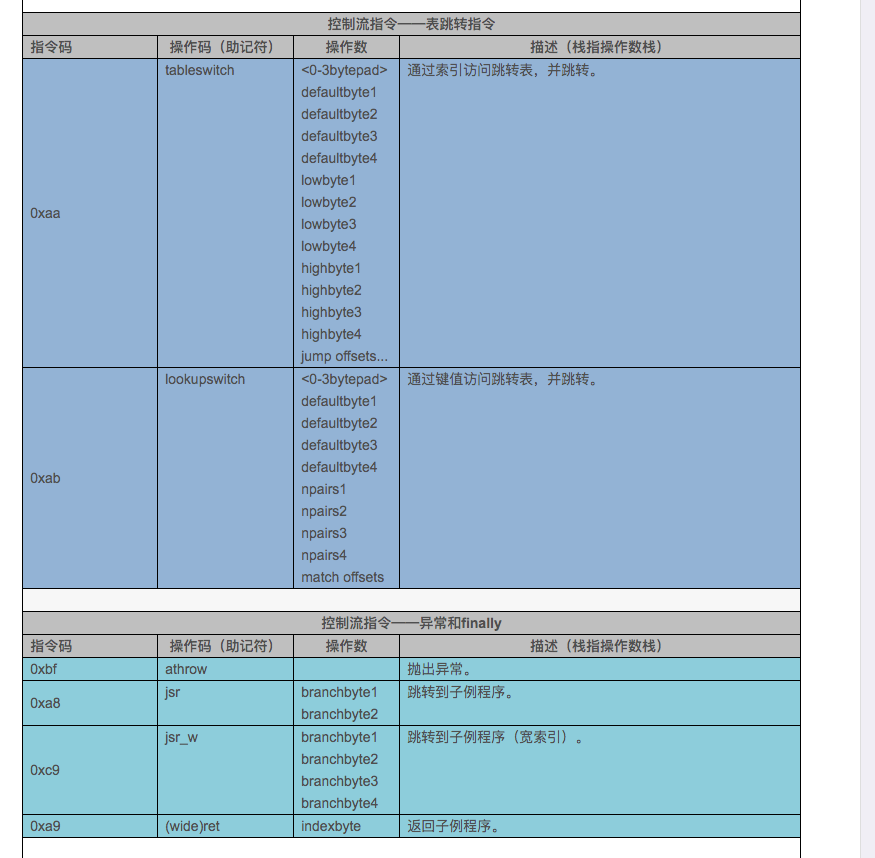 控制流指令——表跳转指令
指令码 操作码（助记符） 操作数 描述（栈指操作数栈）
0xaa tableswitch <0-3bytepad> 通过索引访问跳转表，并跳转。
defaultbyte1
defaultbyte2
defaultbyte3
defaultbyte4
lowbyte1
lowbyte2
lowbyte3
lowbyte4
highbyte1
highbyte2
highbyte3
highbyte4
jump offsets...
0xab lookupswitch <0-3bytepad> 通过键值访问跳转表，并跳转。
defaultbyte1
defaultbyte2
defaultbyte3
defaultbyte4
npairs1
npairs2
npairs3
npairs4
match offsets
控制流指令——异常和finally
指令码 操作码（助记符） 操作数 描述（栈指操作数栈）
0xbf athrow 抛出异常。
0xa8 jsr branchbyte1 跳转到子例程序。
branchbyte2
0xc9 jsr_w branchbyte1 跳转到子例程序（宽索引）。
branchbyte2
branchbyte3
branchbyte4
0xa9 (wide)ret indexbyte 返回子例程序。